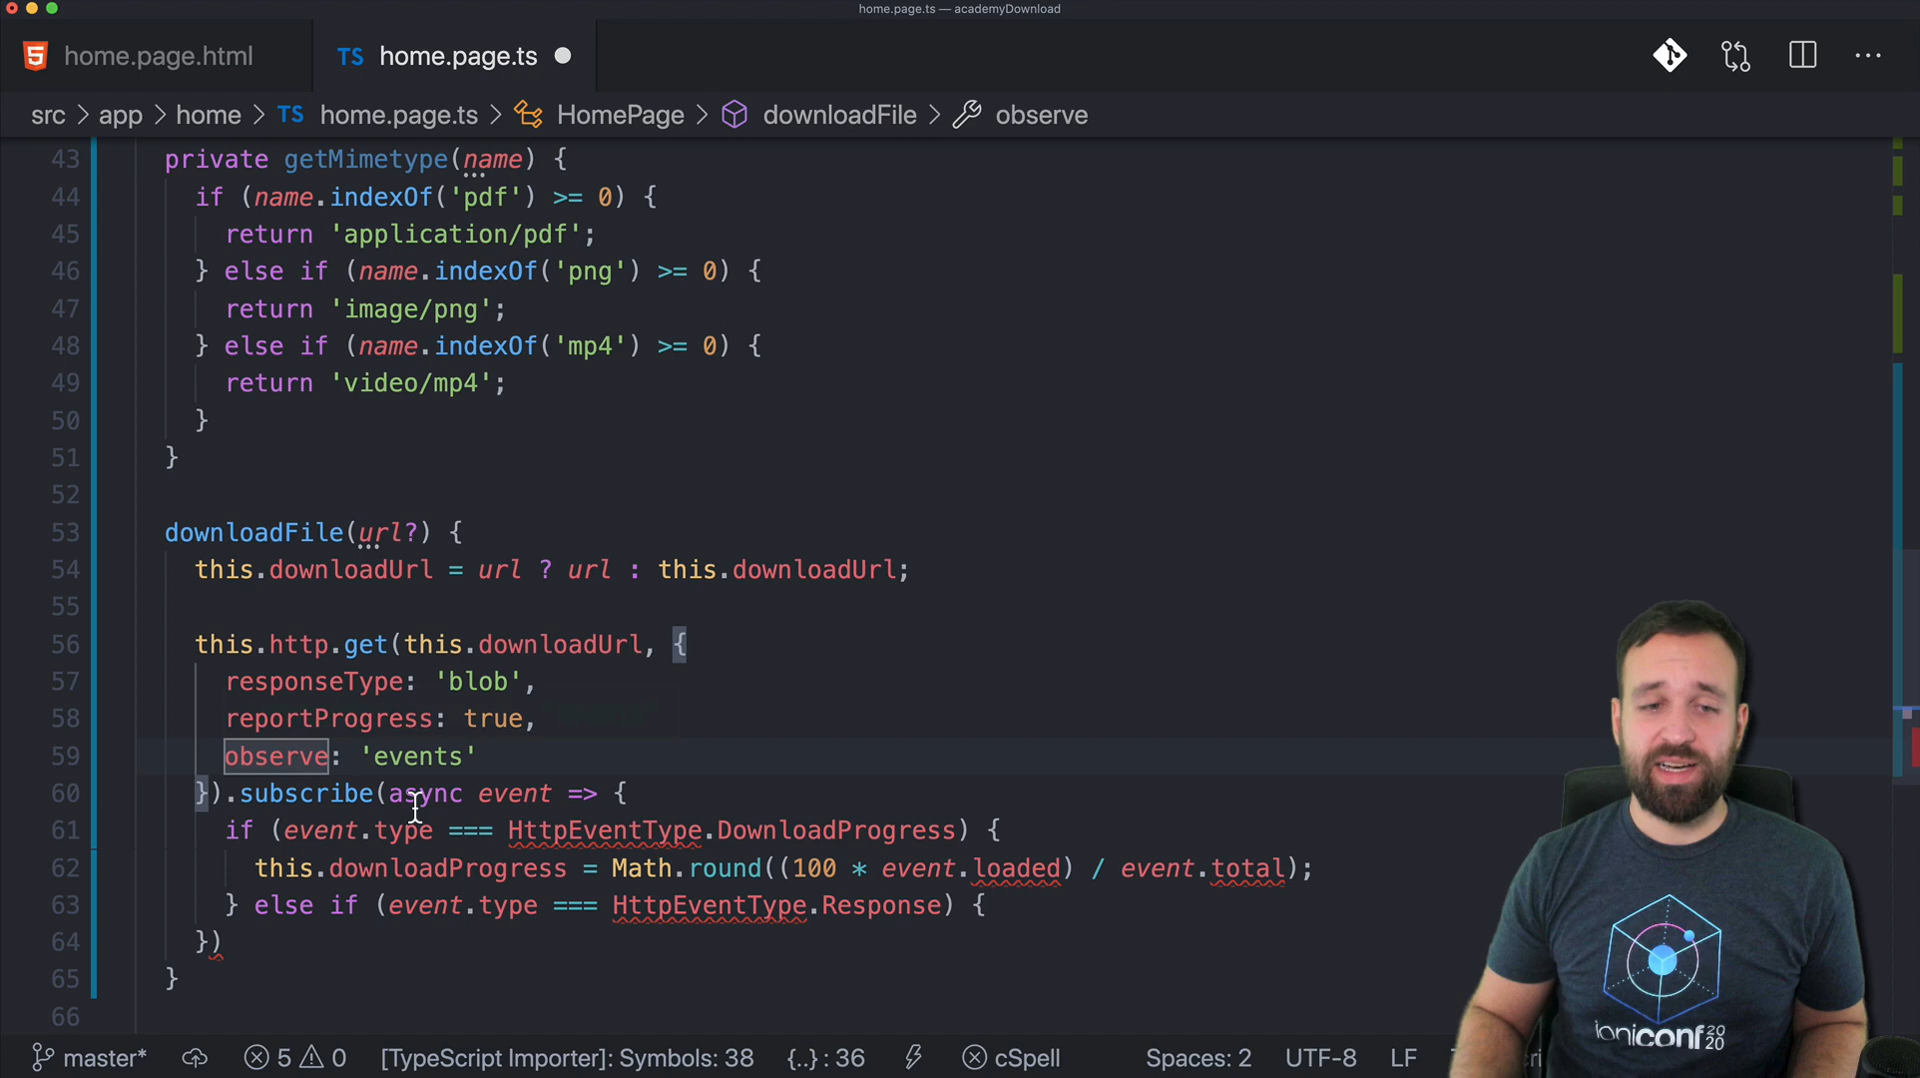 home.page.ts — academyDownload
home.page.html
TS home.page.ts
src > app > home > TS home.page.ts > HomePage > downloadFile > observe
43 private getMimetype(name) {
44 if (name.indexOf('pdf') >= 0) {
45 return 'application/pdf';
46 } else if (name.indexOf('png') >= 0) {
47 return 'image/png';
48 } else if (name.indexOf('mp4') >= 0) {
49 return 'video/mp4';
50 }
51 }
52
53 downloadFile(url?) {
54 this.downloadUrl = url ? url : this.downloadUrl;
55
56 this.http.get(this.downloadUrl, {
57 responseType: 'blob',
58 reportProgress: true,
59 observe: 'events'
60 }).subscribe(async event => {
61 if (event.type === HttpEventType.DownloadProgress) {
62 this.downloadProgress = Math.round((100 * event.loaded) / event.total);
63 } else if (event.type === HttpEventType.Response) {
64 })
65 }
66
ioniconf 2020
master* 5 0 [TypeScript Importer]: Symbols: 38 {..} : 36 cSpell Spaces: 2 UTF-8 LF